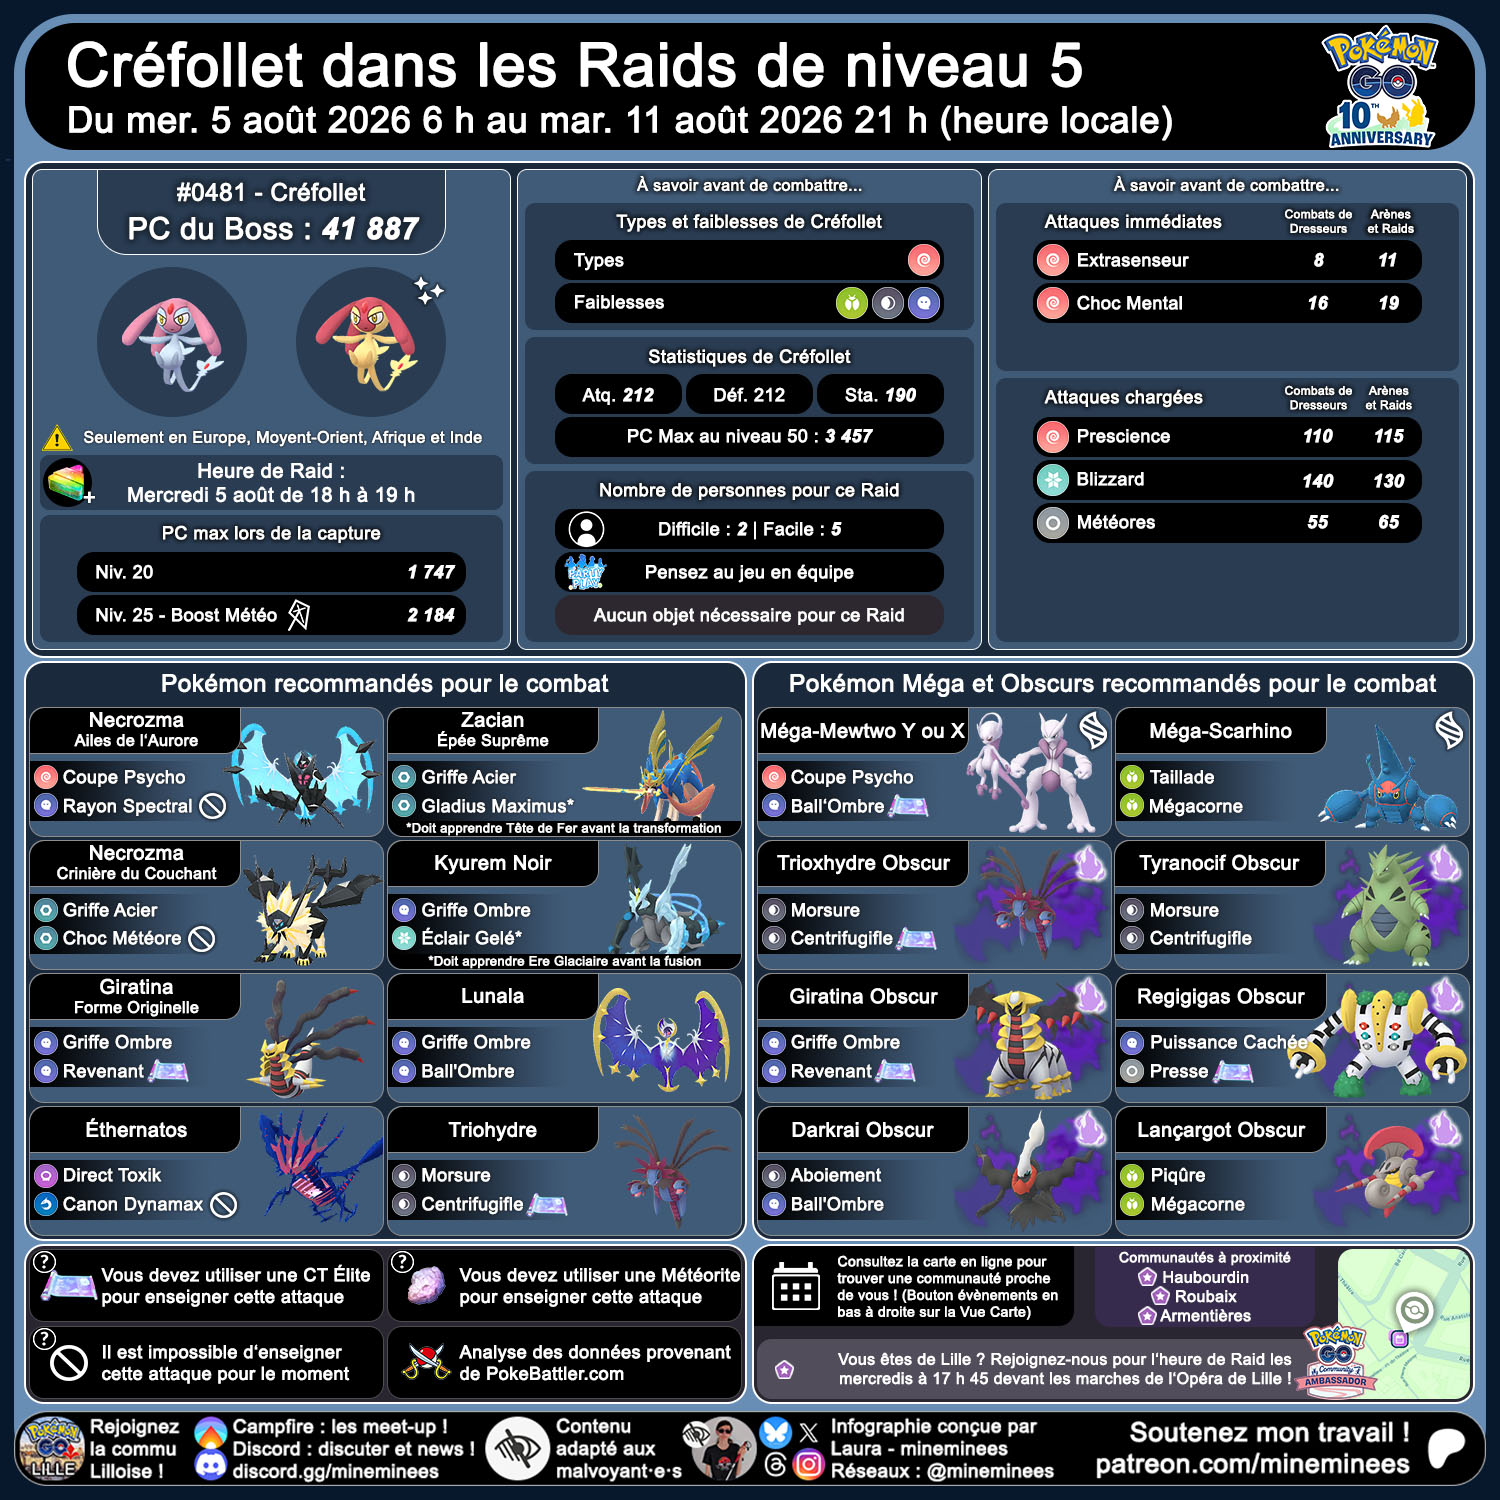 Créfollet dans les Raids de niveau 5
Du mer. 5 août 2026 6 h au mar. 11 août 2026 21 h (heure locale)
POKÉMON
GO
10TH
ANNIVERSARY
#0481 - Créfollet
PC du Boss : 41 887
Seulement en Europe, Moyent-Orient, Afrique et Inde
Heure de Raid :
Mercredi 5 août de 18 h à 19 h
PC max lors de la capture
Niv. 20 1 747
Niv. 25 - Boost Météo 2 184
À savoir avant de combattre...
Types et faiblesses de Créfollet
Types
Faiblesses
Statistiques de Créfollet
Atq. 212 Déf. 212 Sta. 190
PC Max au niveau 50 : 3 457
Nombre de personnes pour ce Raid
Difficile : 2 | Facile : 5
PARTY PLAY
Pensez au jeu en équipe
Aucun objet nécessaire pour ce Raid
À savoir avant de combattre...
Attaques immédiates Combats de Dresseurs Arènes et Raids
Extrasenseur 8 11
Choc Mental 16 19
Attaques chargées Combats de Dresseurs Arènes et Raids
Prescience 110 115
Blizzard 140 130
Météores 55 65
Pokémon recommandés pour le combat
Necrozma
Ailes de l'Aurore
Coupe Psycho
Rayon Spectral
Zacian
Épée Suprême
Griffe Acier
Gladius Maximus*
*Doit apprendre Tête de Fer avant la transformation
Necrozma
Crinière du Couchant
Griffe Acier
Choc Météore
Kyurem Noir
Griffe Ombre
Éclair Gelé*
*Doit apprendre Ere Glaciaire avant la fusion
Giratina
Forme Originelle
Griffe Ombre
Revenant
Lunala
Griffe Ombre
Ball'Ombre
Éthernatos
Direct Toxik
Canon Dynamax
Triohydre
Morsure
Centrifugifle
Pokémon Méga et Obscurs recommandés pour le combat
Méga-Mewtwo Y ou X
Coupe Psycho
Ball'Ombre
Méga-Scarhino
Taillade
Mégacorne
Trioxhydre Obscur
Morsure
Centrifugifle
Tyranocif Obscur
Morsure
Centrifugifle
Giratina Obscur
Griffe Ombre
Revenant
Regigigas Obscur
Puissance Cachée
Presse
Darkrai Obscur
Aboiement
Ball'Ombre
Lançargot Obscur
Piqûre
Mégacorne
?
Vous devez utiliser une CT Élite
pour enseigner cette attaque
?
Vous devez utiliser une Météorite
pour enseigner cette attaque
?
Il est impossible d'enseigner
cette attaque pour le moment
Analyse des données provenant
de PokeBattler.com
Consultez la carte en ligne pour
trouver une communauté proche
de vous ! (Bouton évènements en
bas à droite sur la Vue Carte)
Communautés à proximité
Haubourdin
Roubaix
Armentières
Vous êtes de Lille ? Rejoignez-nous pour l'heure de Raid les
mercredis à 17 h 45 devant les marches de l'Opéra de Lille !
POKÉMON
GO
Community
AMBASSADOR
POKÉMON
GO
LILLE
Rejoignez
la commu
Lilloise !
Campfire : les meet-up !
Discord : discuter et news !
discord.gg/mineminees
Contenu
adapté aux
malvoyant·e·s
Infographie conçue par
Laura - mineminees
Réseaux : @mineminees
Soutenez mon travail !
patreon.com/mineminees